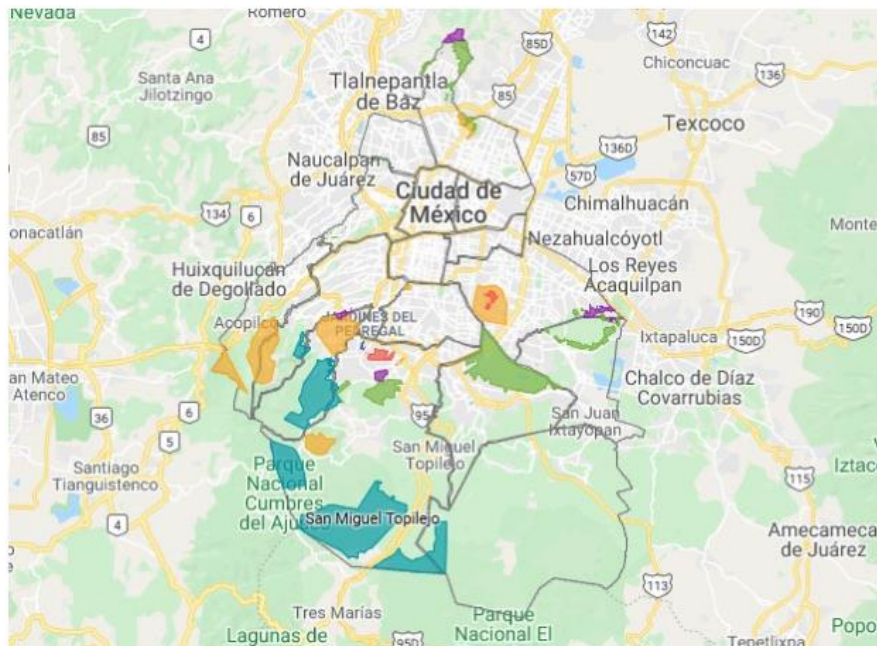 Nevada
Romero
4
85D
142
Chiconcuac
136
Santa Ana
Jilotzingo
Tlalnepantla
de Baz
85
Texcoco
85
136D
57D
Naucalpan
de Juárez
Ciudad de
México
Chimalhuacán
134
6
onacatlán
Monte
Nezahualcóyotl
Huixquilucan
de Degollado
Los Reyes
Acaquilpan
Acopilco
JARDINES DEL
PEDREGAL
190
150D
Ixtapaluca
150D
an Mateo
Atenco
Chalco de Díaz
Covarrubias
36
6
95
San Juan
Ixtayopan
5
San Miguel
Topilejo
Santiago
Tianguistenco
Parque
Nacional
Cumbres
del Aju
Iztac
115
4
San Miguel Topilejo
Amecameca
de Juárez
113
Tres Marías
Parque
Nacional El
Lagunas de
95D
Popo
Tepetlixpa